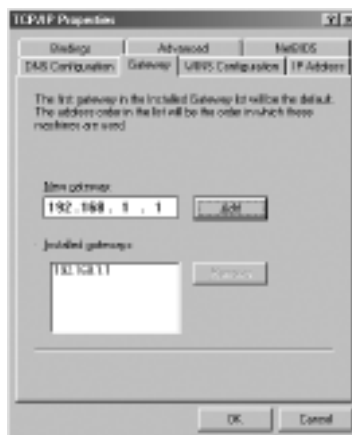 TCP/IP Properties
Bindings Advanced NetBIOS
DNS Configuration Gateway WINS Configuration IP Address
The first gateway in the Installed Gateway list will be the default.
The address order in the list will be the order in which these
machines are used.
New gateway:
192.168. 1 . 1 Add
Installed gateways:
192.168.1.1 Remove
OK Cancel